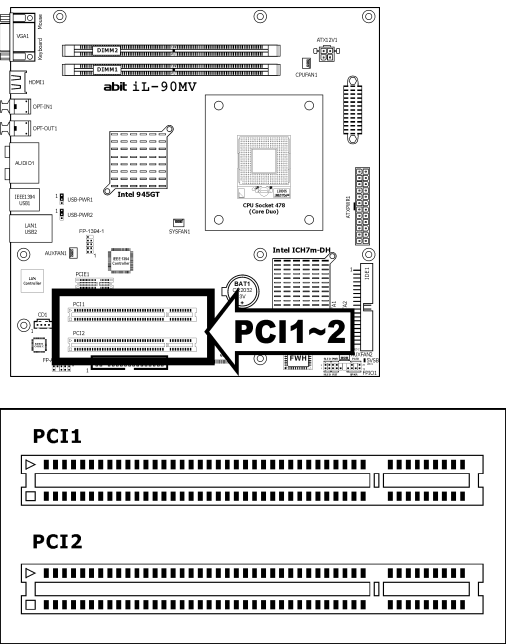 Mouse
VGA1
Keyboard
ATX12V1
DIMM2
DIMM1
CPUFAN1
HDMI1
abit iL-90MV
OPT-IN1
OPT-OUT1
AUDIO1
Intel 945GT
IEEE1394
USB1
USB-PWR1
USB-PWR2
CPU Socket 478
(Core Duo)
ATXPWR1
LAN1
USB2
FP-1394-1
SYSFAN1
AUXFAN1
IEEE 1394
Controller
Intel ICH7m-DH
LAN
Controller
PCIE1
BAT1
IDE1
PCI1
PCI2
CD1
PCI1~2
FWH
AUXFAN2
FPIO1
PCI1
PCI2